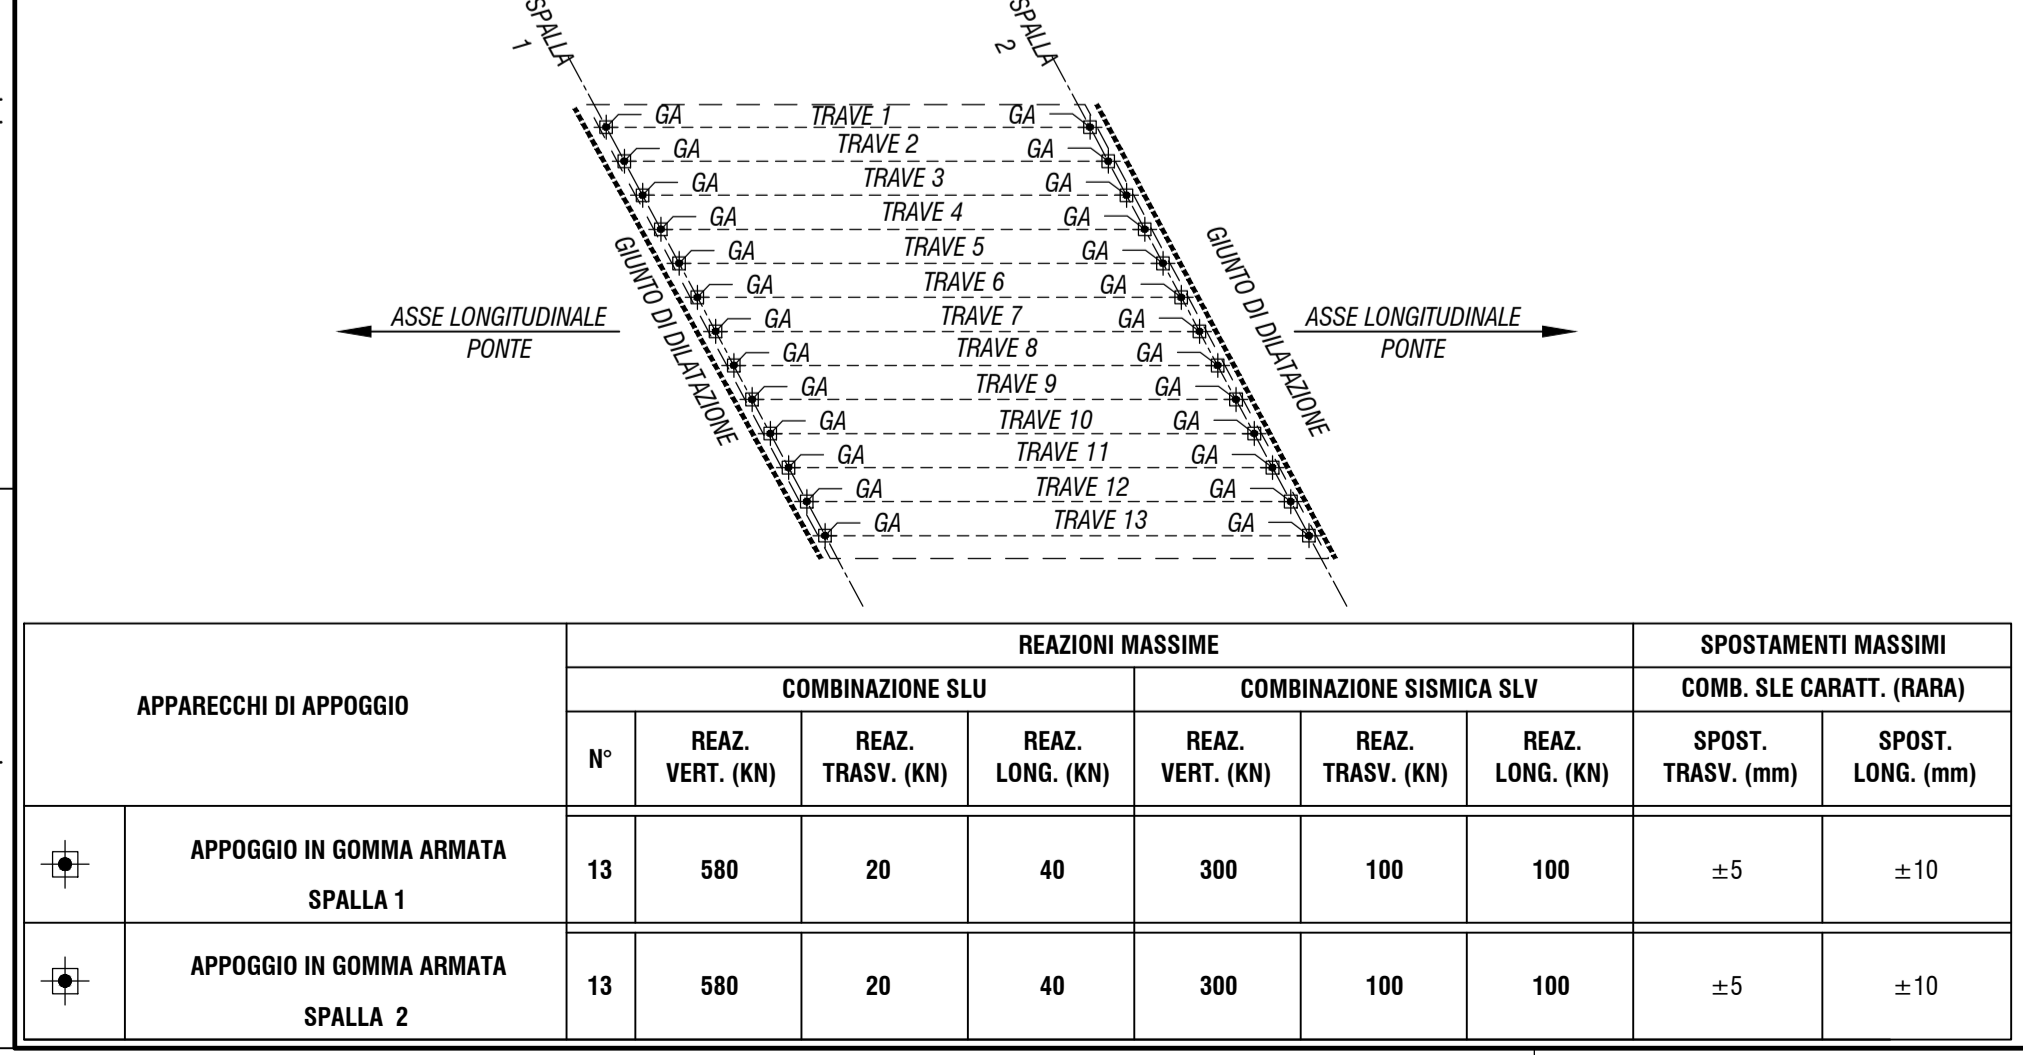 SPALLA
1
SPALLA
2
GA TRAVE 1 GA
GA TRAVE 2 GA
GA TRAVE 3 GA
GA TRAVE 4 GA
GA TRAVE 5 GA
GA TRAVE 6 GA
GA TRAVE 7 GA
GA TRAVE 8 GA
GA TRAVE 9 GA
GA TRAVE 10 GA
GA TRAVE 11 GA
GA TRAVE 12 GA
GA TRAVE 13 GA
GIUNTO DI DILATAZIONE
GIUNTO DI DILATAZIONE
ASSE LONGITUDINALE
PONTE
ASSE LONGITUDINALE
PONTE
APPARECCHI DI APPOGGIO
REAZIONI MASSIME
SPOSTAMENTI MASSIMI
COMBINAZIONE SLU
COMBINAZIONE SISMICA SLV
COMB. SLE CARATT. (RARA)
N°
REAZ.
VERT. (KN)
REAZ.
TRASV. (KN)
REAZ.
LONG. (KN)
REAZ.
VERT. (KN)
REAZ.
TRASV. (KN)
REAZ.
LONG. (KN)
SPOST.
TRASV. (mm)
SPOST.
LONG. (mm)
APPOGGIO IN GOMMA ARMATA
SPALLA 1
13 580 20 40 300 100 100 ±5 ±10
APPOGGIO IN GOMMA ARMATA
SPALLA 2
13 580 20 40 300 100 100 ±5 ±10